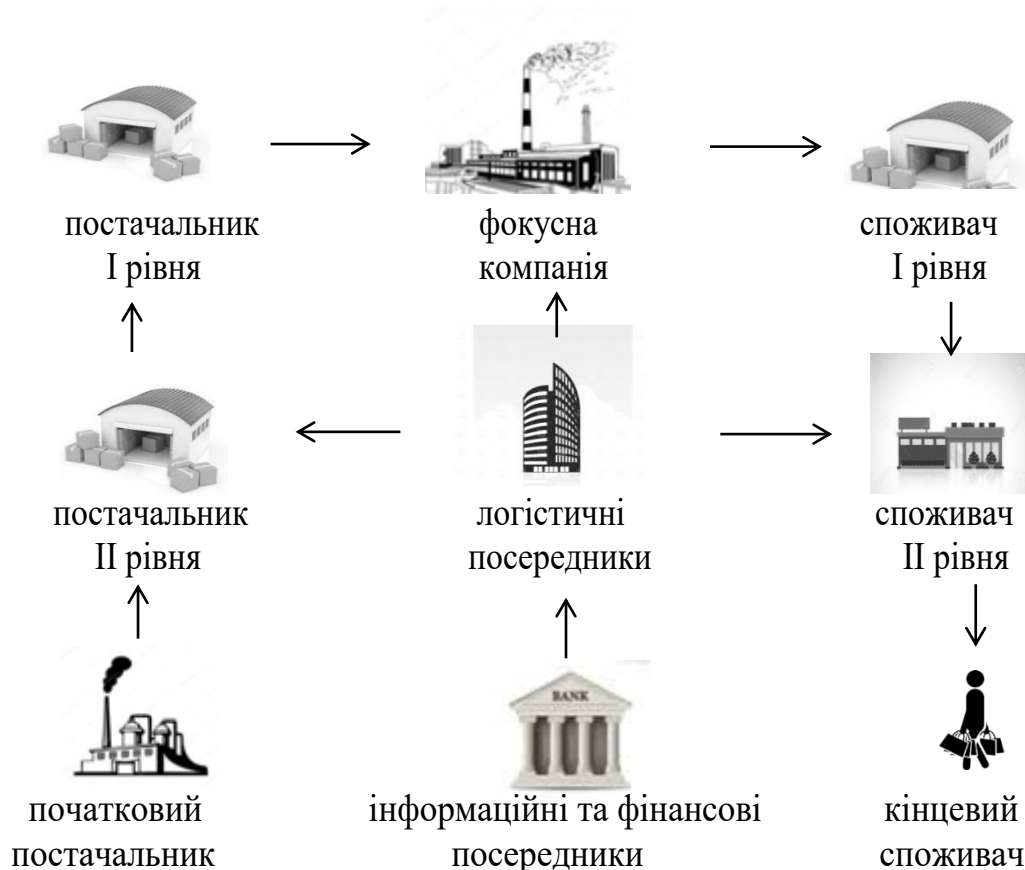 постачальник
І рівня
фокусна
компанія
споживач
І рівня
постачальник
ІІ рівня
логістичні
посередники
споживач
ІІ рівня
BANK
початковий
постачальник
інформаційні та фінансові
посередники
кінцевий
споживач